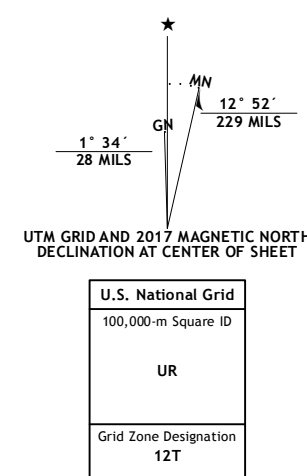 ★
MN
12° 52´
229 MILS
GN
1° 34´
28 MILS
UTM GRID AND 2017 MAGNETIC NORTH
DECLINATION AT CENTER OF SHEET
U.S. National Grid
100,000-m Square ID
UR
Grid Zone Designation
12T